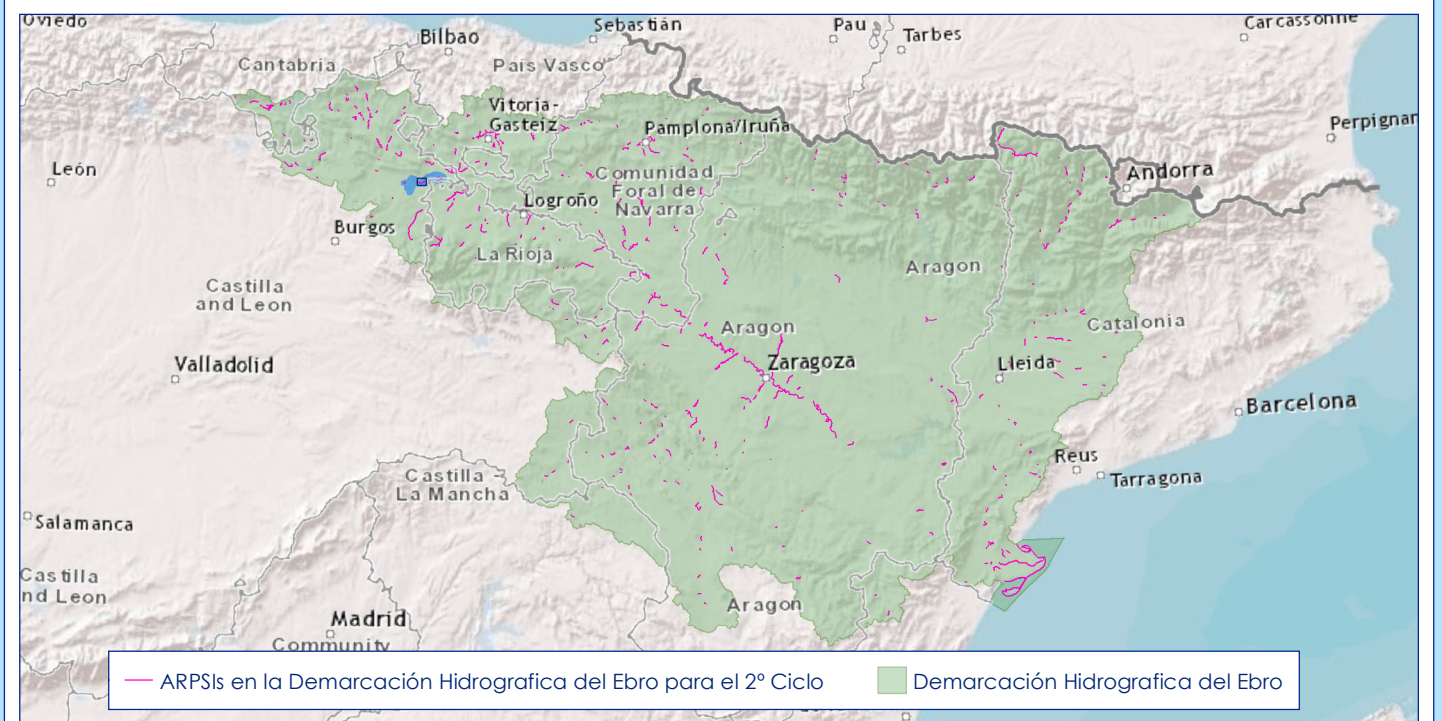 Oviedo
Sebastián
Pau
Carcassonne
Bilbao
Tarbes
Cantabria
País Vasco
Vitoria-
Gasteiz
Pamplona/Iruña
Perpignan
León
Comunidad
Foral de
Navarra
Andorra
Logroño
Burgos
La Rioja
Aragon
Castilla
and Leon
Aragon
Catalonia
Valladolid
Zaragoza
Lleida
Barcelona
Reus
Castilla
La Mancha
Tarragona
Salamanca
Castilla
nd Leon
Aragon
Madrid
Community
ARPSIs en la Demarcación Hidrografica del Ebro para el 2º Ciclo
Demarcación Hidrografica del Ebro